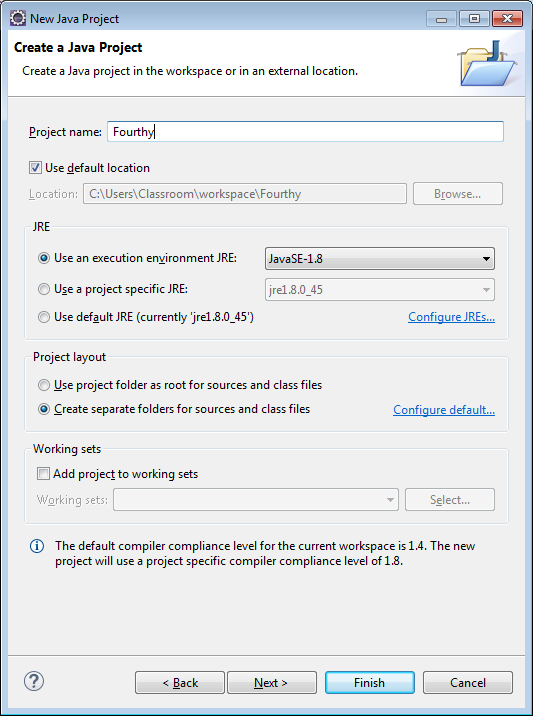 New Java Project
Create a Java Project
Create a Java project in the workspace or in an external location.
Project name: Fourthy
Use default location
Location: C:\Users\Classroom\workspace\Fourthy Browse...
JRE
Use an execution environment JRE: JavaSE-1.8
Use a project specific JRE: jre1.8.0_45
Use default JRE (currently 'jre1.8.0_45') Configure JREs...
Project layout
Use project folder as root for sources and class files
Create separate folders for sources and class files Configure default...
Working sets
Add project to working sets
Working sets: Select...
The default compiler compliance level for the current workspace is 1.4. The new
project will use a project specific compiler compliance level of 1.8.
? < Back Next > Finish Cancel